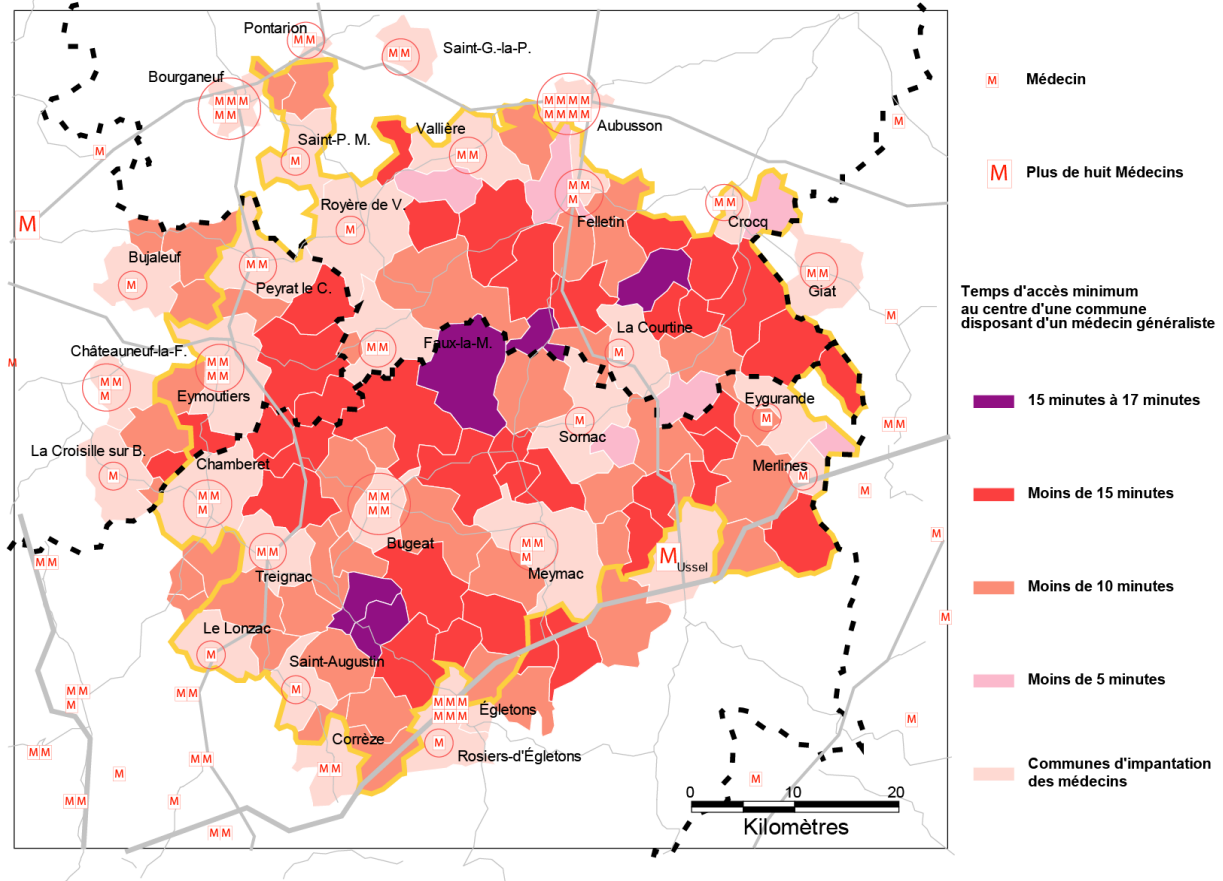 Pontarion
M M
Saint-G.-la-P.
M M
Bourganeuf
M M M
M M
M M M M
M M M M
Aubusson
M
M
Saint-P. M.
M
Vallière
M M
M M
M
Felletin
Royère de V.
M
M M
Crocq
M
Bujaleuf
M
M M
Peyrat le C.
M M
Giat
M
La Courtine
M
Châteauneuf-la-F.
M
M M
M
M M
M M
Eymoutiers
M M
Faux-la-M.
Eygurande
M
M M
Sornac
M
La Croisille sur B.
M
Chamberet
M M
M
Merlines
M
M
M M
M M
Bugeat
M M
M
Meymac
M
Ussel
M
M M
M M
Treignac
M
Le Lonzac
M
Saint-Augustin
M
M M
M
M M
M M M
M M M
Égletons
M
M
Rosiers-d'Égletons
Corrèze
M M
M M
M M
M
M M
M
M M
M
0 10 20
Kilomètres
M
Médecin
M
Plus de huit Médecins
Temps d'accès minimum
au centre d'une commune
disposant d'un médecin généraliste
15 minutes à 17 minutes
Moins de 15 minutes
Moins de 10 minutes
Moins de 5 minutes
Communes d'impantation
des médecins